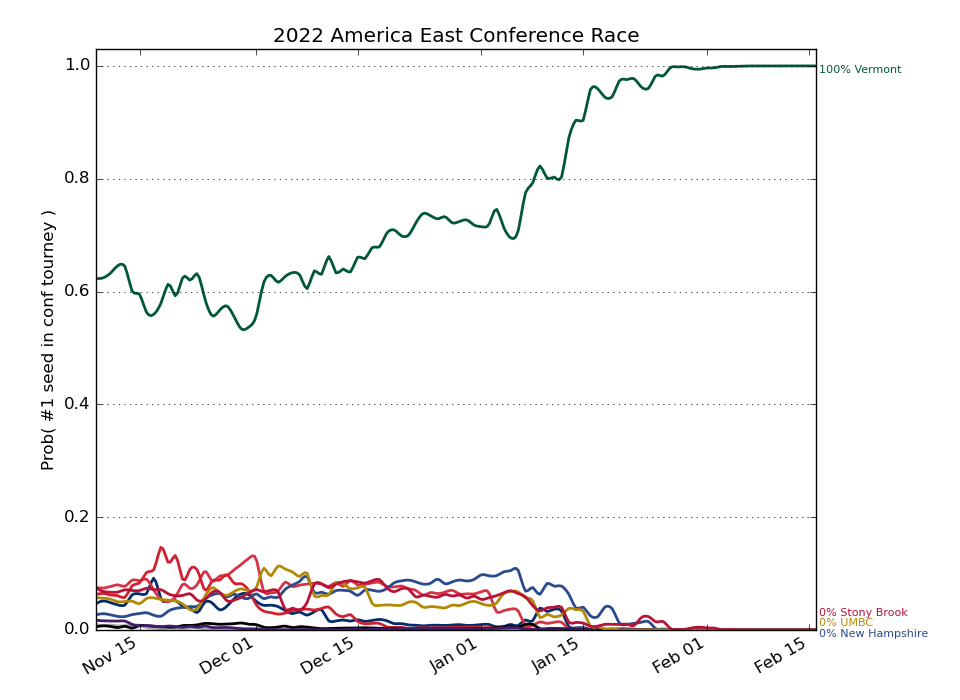 2022 America East Conference Race
Prob( #1 seed in conf tourney )
1.0
0.8
0.6
0.4
0.2
0.0
Nov 15
Dec 01
Dec 15
Jan 01
Jan 15
Feb 01
Feb 15
100% Vermont
0% Stony Brook
0% UMBC
0% New Hampshire